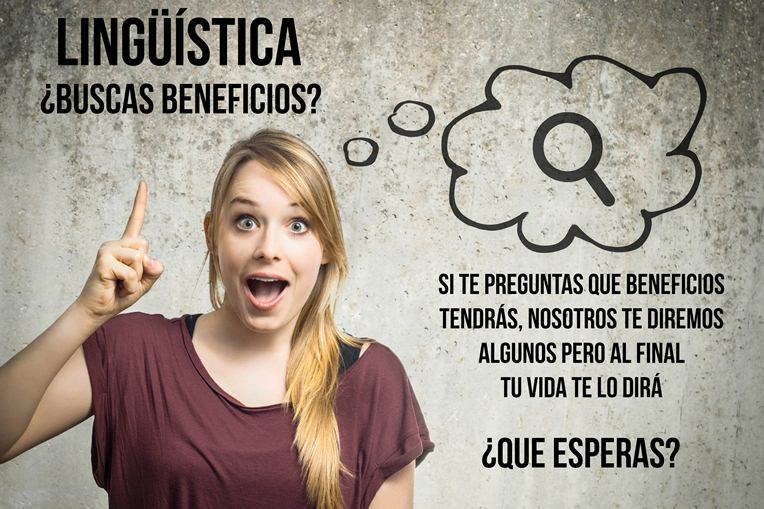 LINGÜÍSTICA
¿BUSCAS BENEFICIOS?
SI TE PREGUNTAS QUE BENEFICIOS
TENDRÁS, NOSOTROS TE DIREMOS
ALGUNOS PERO AL FINAL
TU VIDA TE LO DIRÁ
¿QUE ESPERAS?